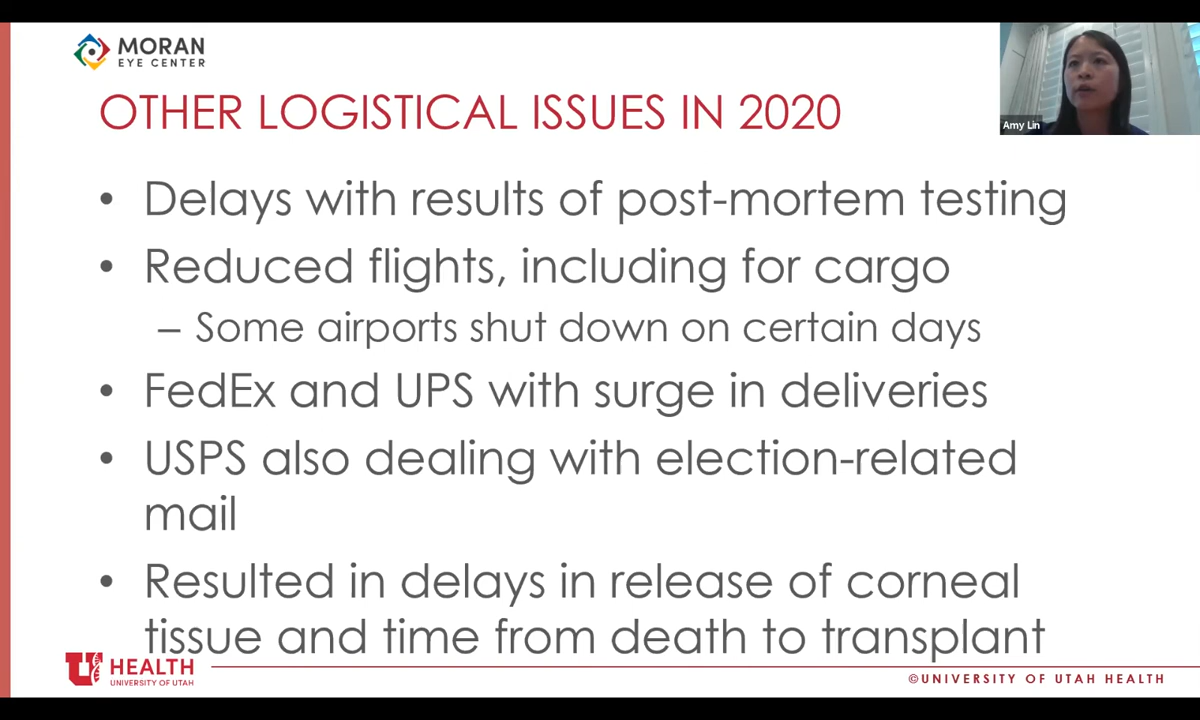 MORAN
EYE CENTER
Amy Lin
OTHER LOGISTICAL ISSUES IN 2020
• Delays with results of post-mortem testing
• Reduced flights, including for cargo
– Some airports shut down on certain days
• FedEx and UPS with surge in deliveries
• USPS also dealing with election-related
mail
• Resulted in delays in release of corneal
tissue and time from death to transplant
U HEALTH
UNIVERSITY OF UTAH
©UNIVERSITY OF UTAH HEALTH